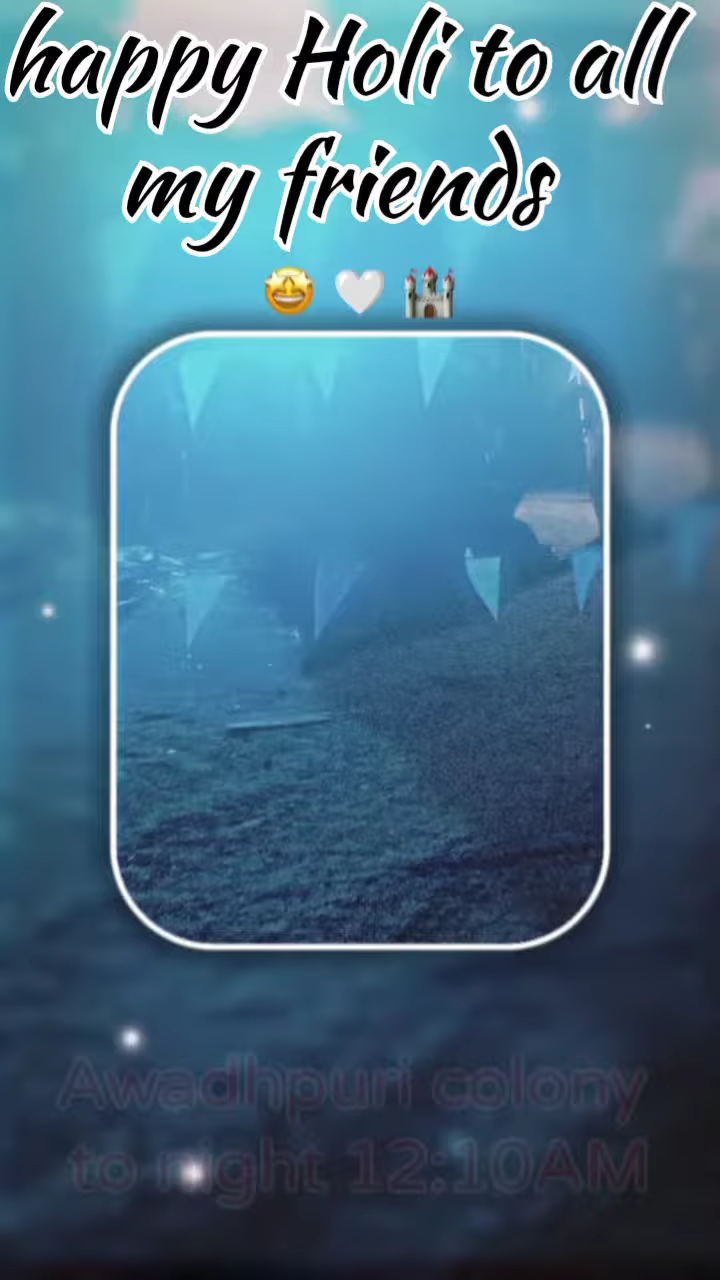 happy Holi to all
my friends
🤩 🤍 🏰
Awadhpuri colony
to night 12:10AM